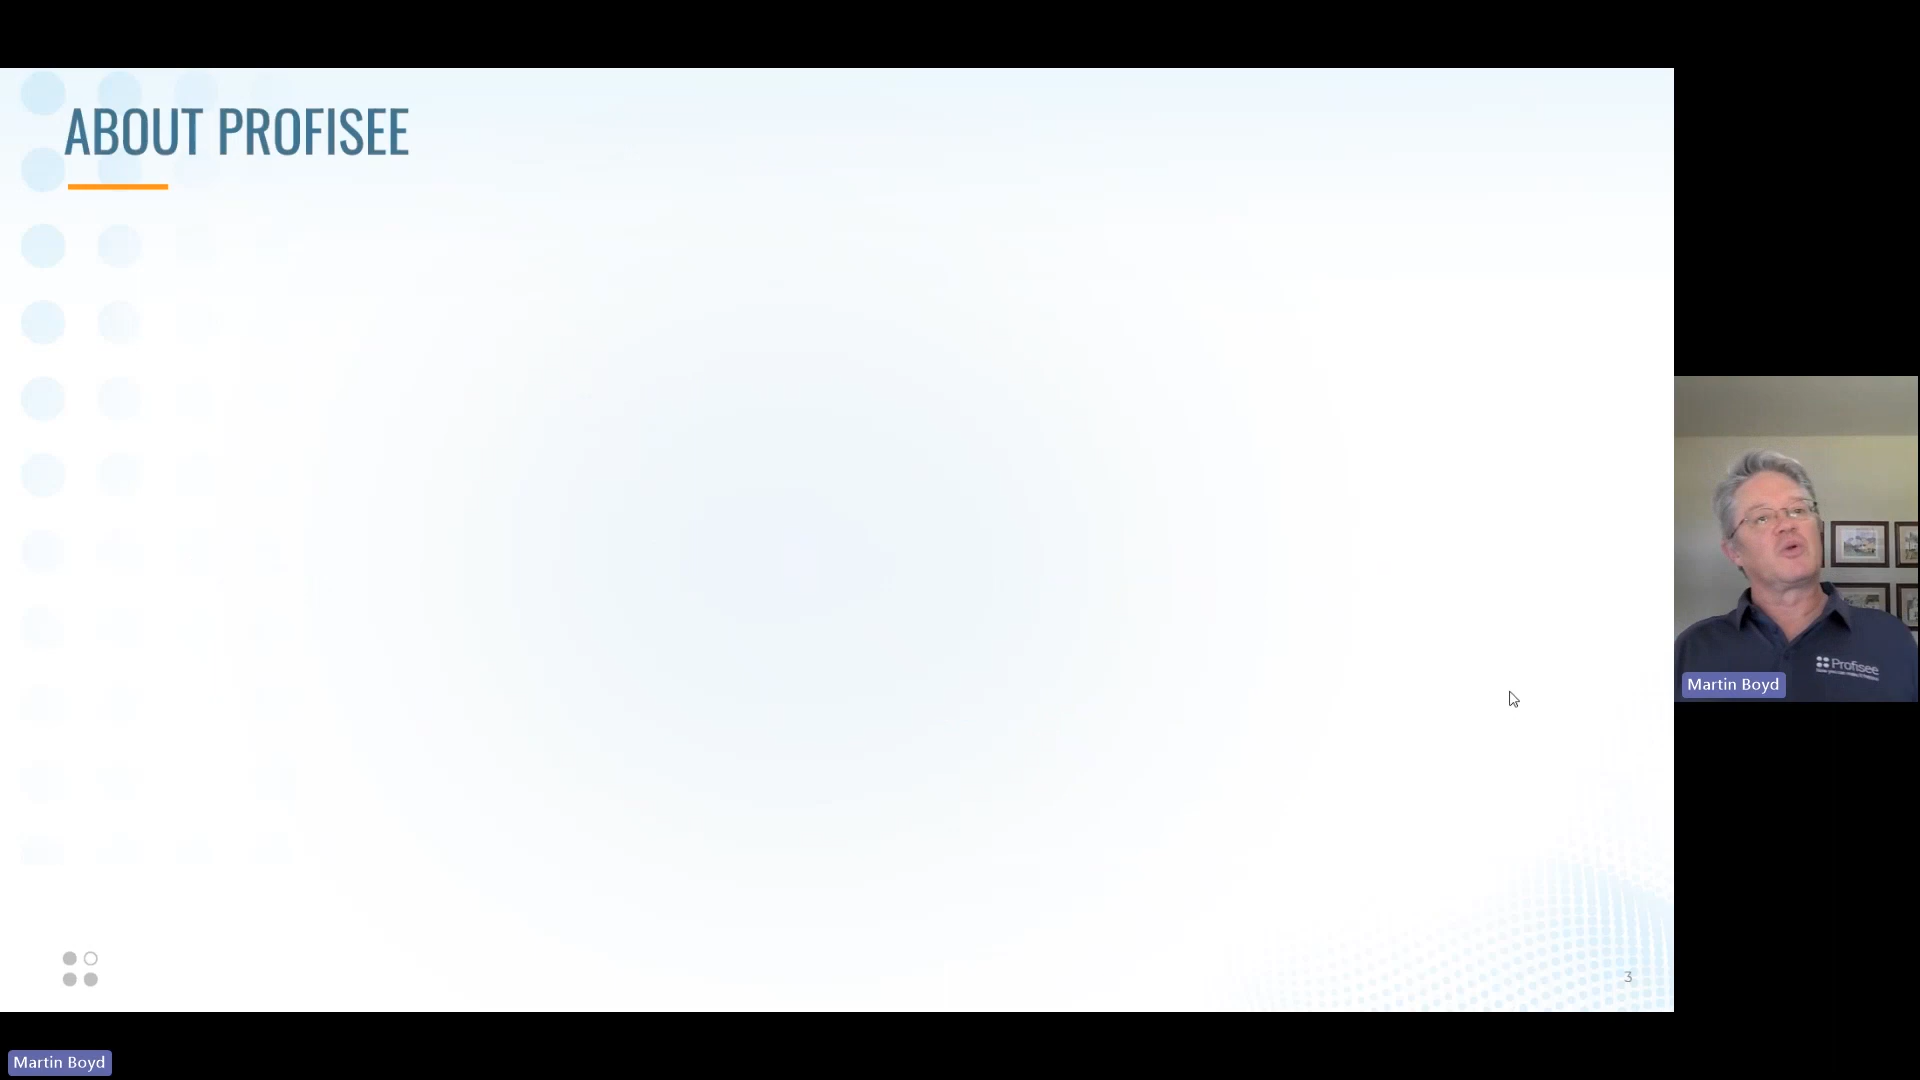 ABOUT PROFISEE
Profisee
Martin Boyd
3
Martin Boyd